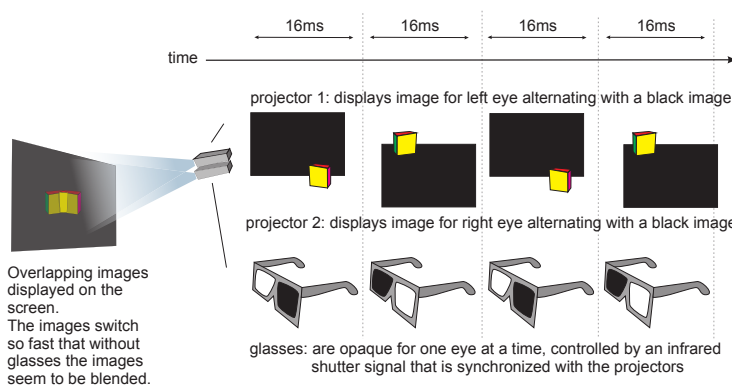 16ms 16ms 16ms 16ms
time
projector 1: displays image for left eye alternating with a black image
projector 2: displays image for right eye alternating with a black image
Overlapping images
displayed on the
screen.
The images switch
so fast that without
glasses the images
seem to be blended.
glasses: are opaque for one eye at a time, controlled by an infrared
shutter signal that is synchronized with the projectors